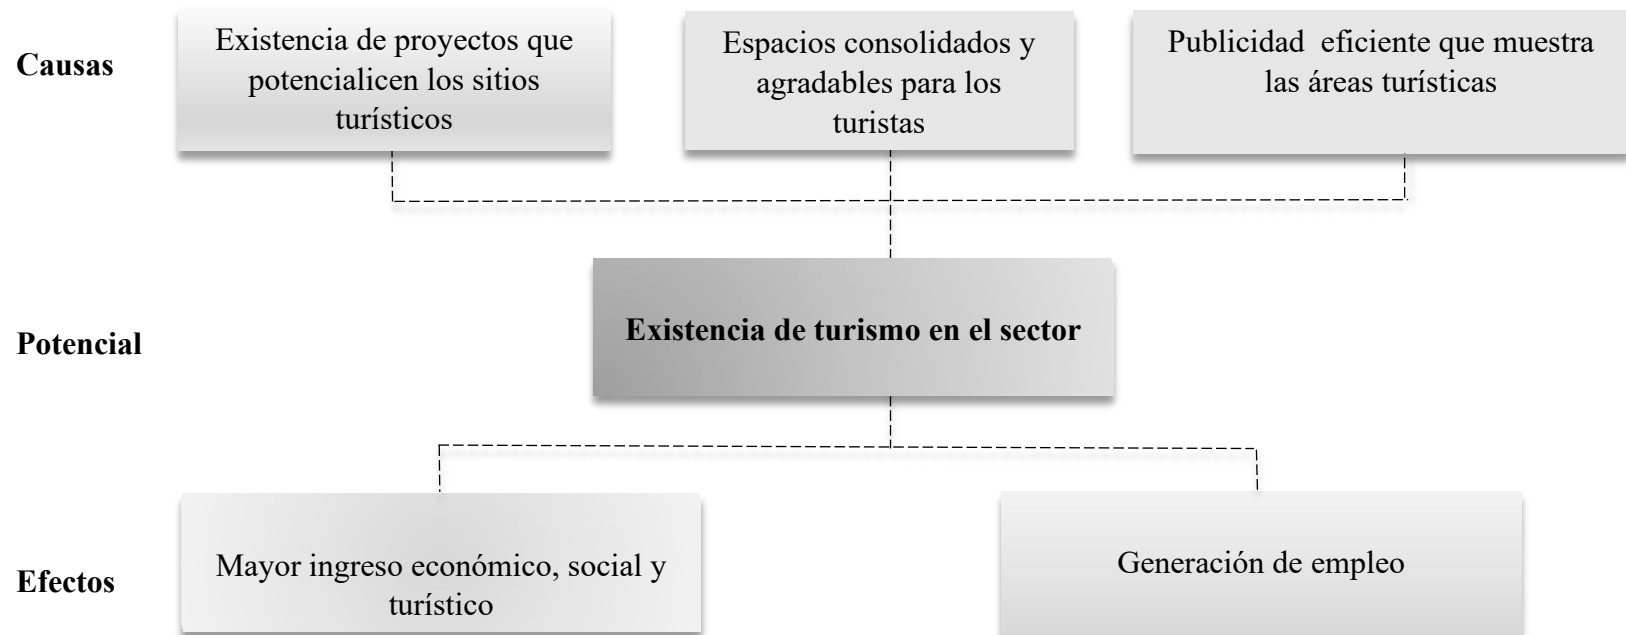 Causas
Existencia de proyectos que
potencialicen los sitios
turísticos
Espacios consolidados y
agradables para los
turistas
Publicidad  eficiente que muestra
las áreas turísticas
Potencial
Existencia de turismo en el sector
Efectos
Mayor ingreso económico, social y
turístico
Generación de empleo